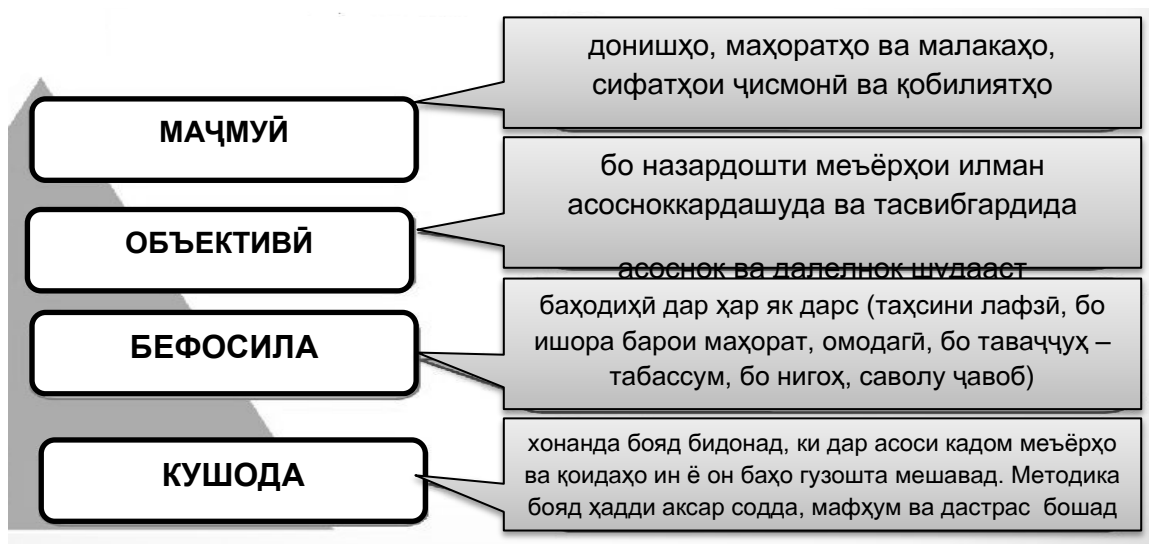 МАҶМУӢ
донишҳо, маҳоратҳо ва малакаҳо,
сифатҳои ҷисмонӣ ва қобилиятҳо
ОБЪЕКТИВӢ
бо назардошти меъёрҳои илман
асосноккардашуда ва тасвибгардида
асоснок ва далелнок шудааст
БЕФОСИЛА
баҳодиҳӣ дар ҳар як дарс (таҳсини лафзӣ, бо
ишора барои маҳорат, омодагӣ, бо таваҷҷуҳ –
табассум, бо нигоҳ, саволу ҷавоб)
КУШОДА
хонанда бояд бидонад, ки дар асоси кадом меъёрҳо
ва қоидаҳо ин ё он баҳо гузошта мешавад. Методика
бояд ҳадди аксар содда, мафҳум ва дастрас бошад